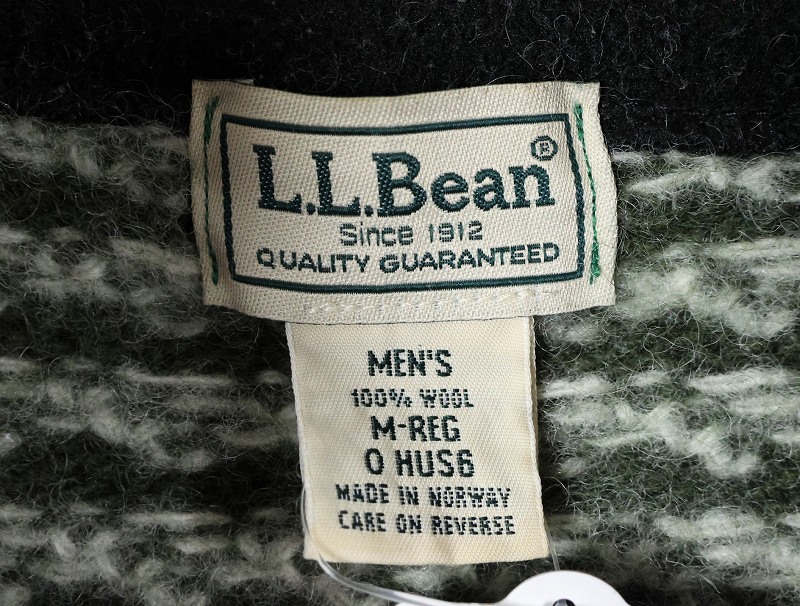 L.L.Bean®
Since 1912
QUALITY GUARANTEED
MEN'S
100% WOOL
M-REG
0 HUS6
MADE IN NORWAY
CARE ON REVERSE